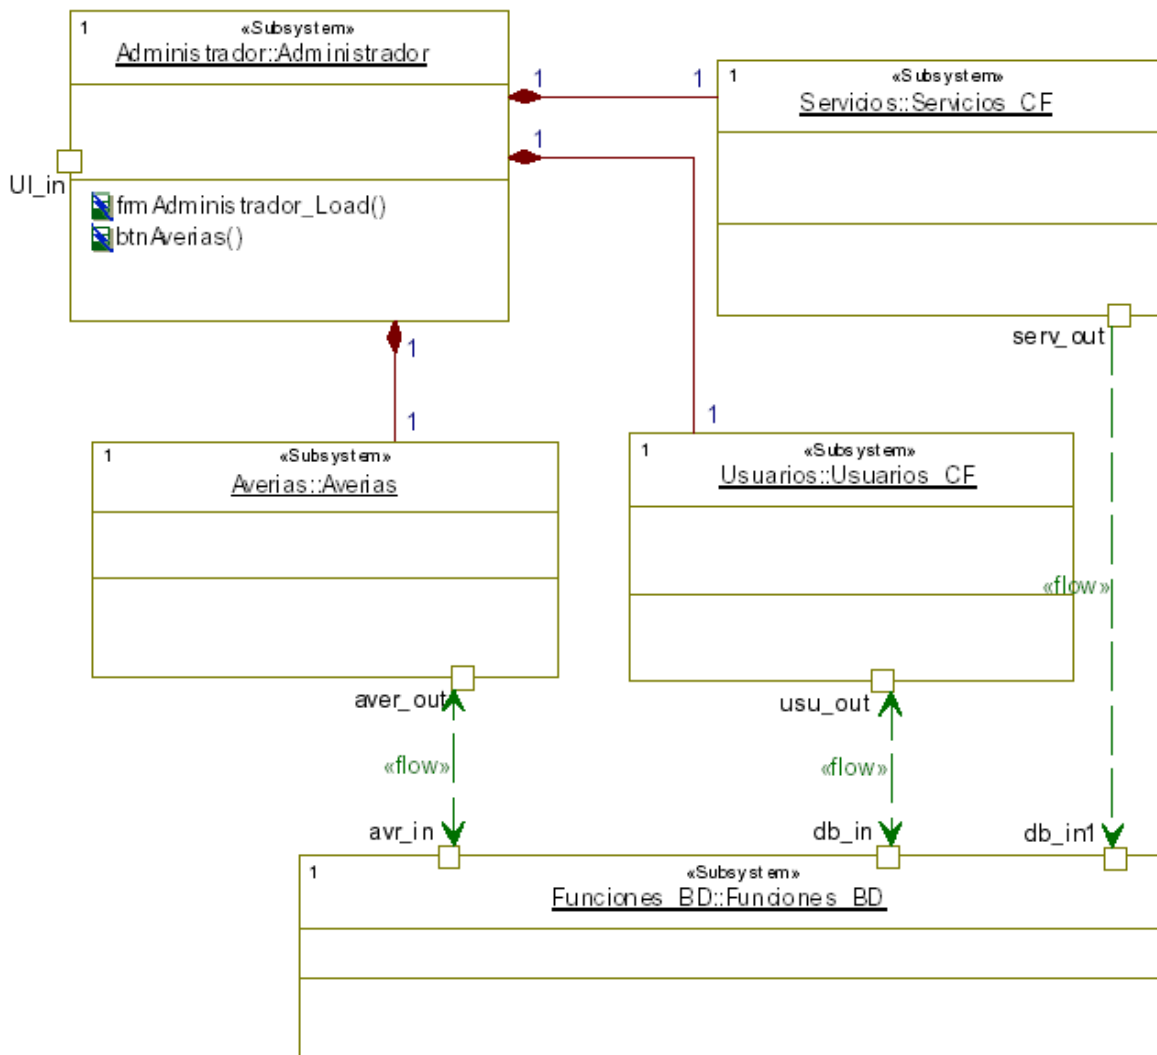 1
«Subsystem»
Administrador::Administrador
UI_in
frmAdministrador_Load()
btnAverias()
1
1
1
«Subsystem»
Servicios::Servicios_CF
serv_out
1
1
1
1
1
«Subsystem»
Averias::Averias
aver_out
1
«Subsystem»
Usuarios::Usuarios_CF
usu_out
«flow»
«flow»
«flow»
avr_in
db_in
db_in1
1
«Subsystem»
Funciones_BD::Funciones_BD